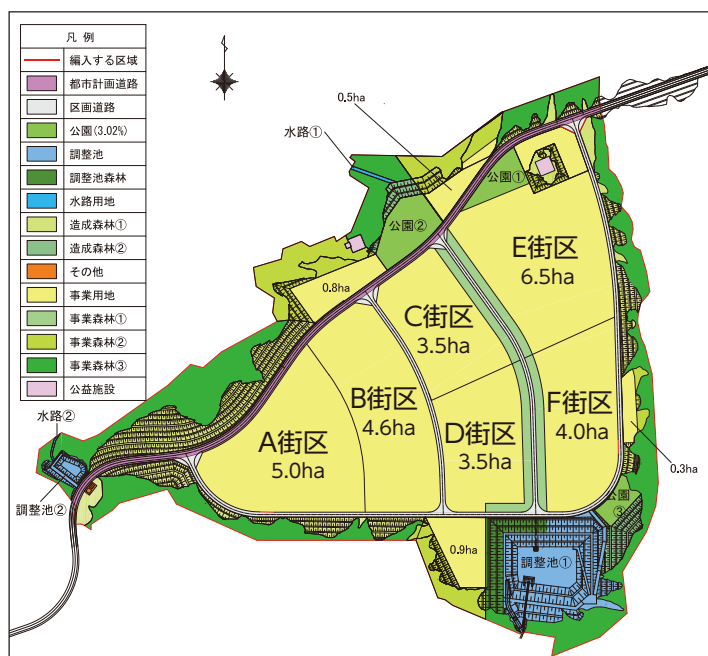 凡 例
編入する区域
都市計画道路
区画道路
公園(3.02%)
調整池
調整池森林
水路用地
造成森林①
造成森林②
その他
事業用地
事業森林①
事業森林②
事業森林③
公益施設
0.5ha
水路①
公園①
公園②
E街区
6.5ha
0.8ha
C街区
3.5ha
B街区
4.6ha
F街区
4.0ha
A街区
5.0ha
D街区
3.5ha
水路②
0.3ha
調整池②
公園
③
0.9ha
調整池①